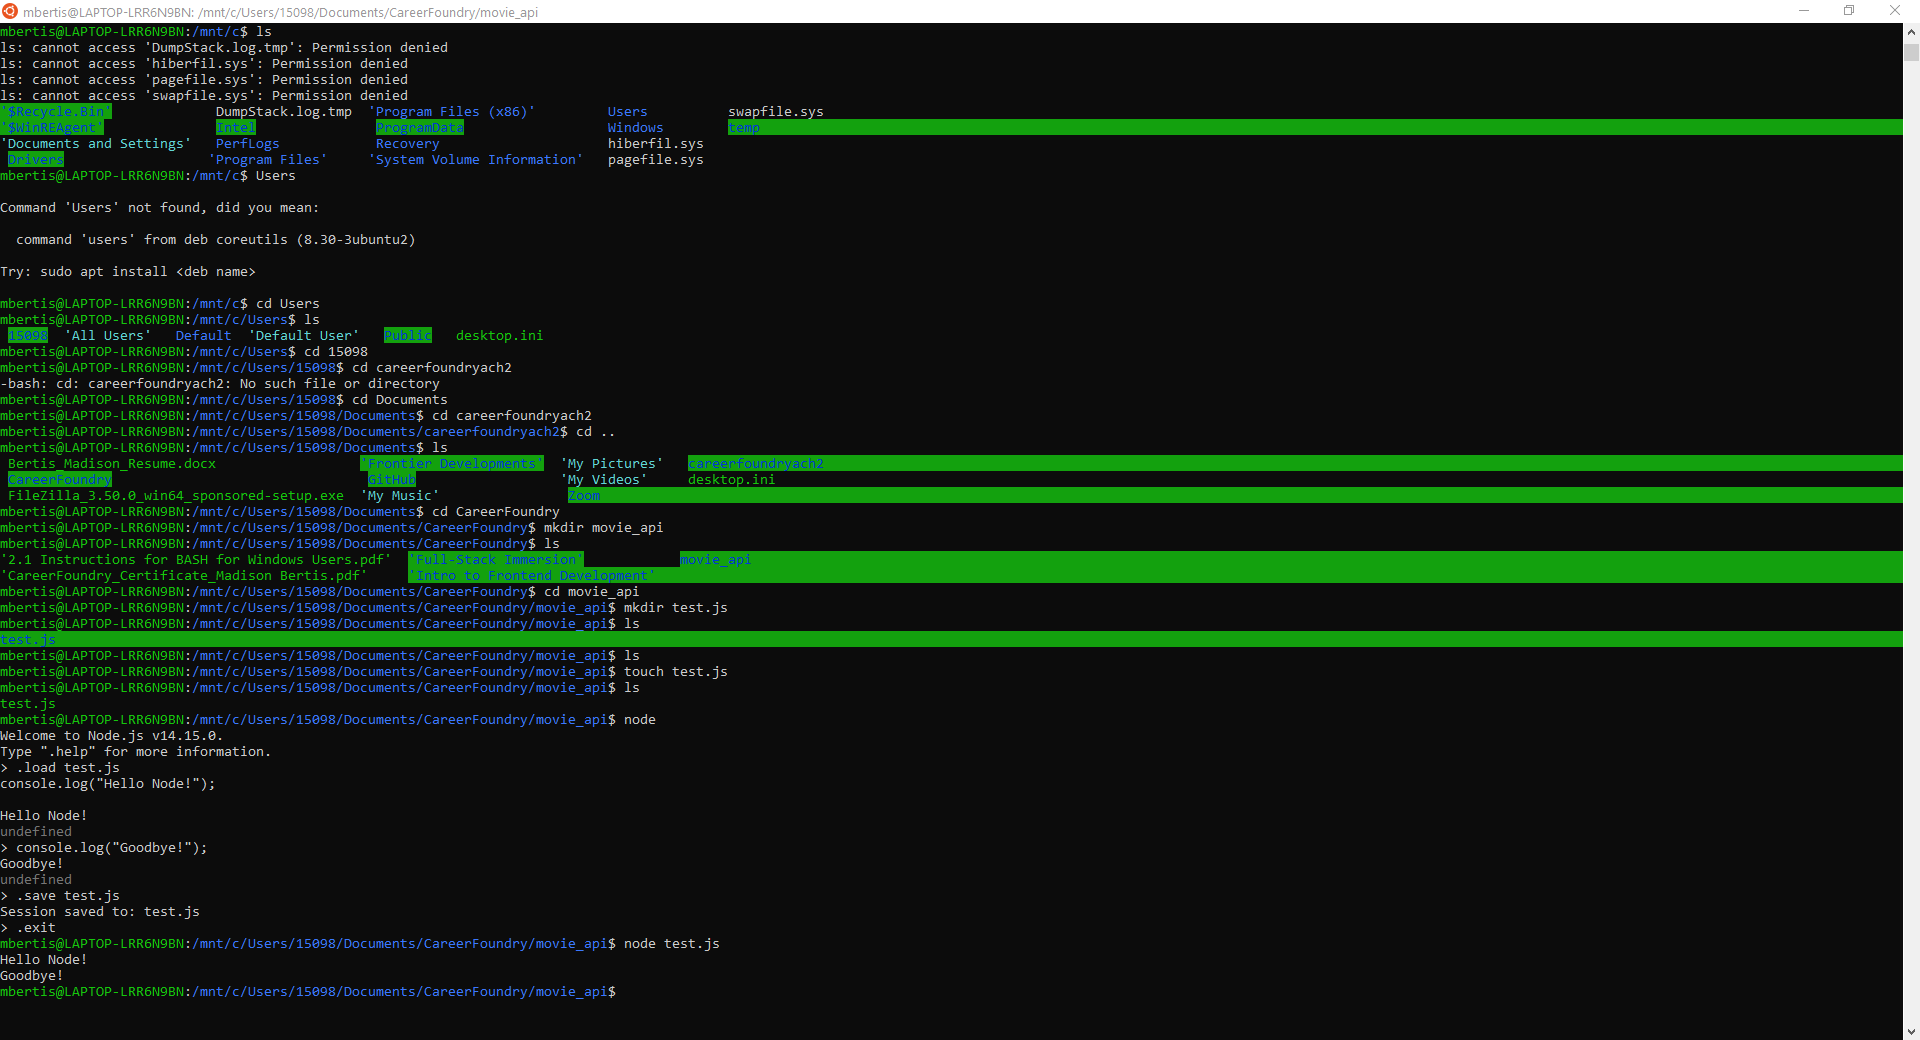 mbertis@LAPTOP-LRR6N9BN: /mnt/c/Users/15098/Documents/CareerFoundry/movie_api
mbertis@LAPTOP-LRR6N9BN:/mnt/c$ ls
ls: cannot access 'DumpStack.log.tmp': Permission denied
ls: cannot access 'hiberfil.sys': Permission denied
ls: cannot access 'pagefile.sys': Permission denied
ls: cannot access 'swapfile.sys': Permission denied
'$Recycle.Bin'             DumpStack.log.tmp  'Program Files (x86)'         Users          swapfile.sys
'$WinREAgent'              Intel               ProgramData                  Windows        temp
'Documents and Settings'   PerfLogs            Recovery                     hiberfil.sys
 Drivers                  'Program Files'     'System Volume Information'   pagefile.sys
mbertis@LAPTOP-LRR6N9BN:/mnt/c$ Users
Command 'Users' not found, did you mean:
  command 'users' from deb coreutils (8.30-3ubuntu2)
Try: sudo apt install <deb name>
mbertis@LAPTOP-LRR6N9BN:/mnt/c$ cd Users
mbertis@LAPTOP-LRR6N9BN:/mnt/c/Users$ ls
 15098  'All Users'   Default  'Default User'   Public   desktop.ini
mbertis@LAPTOP-LRR6N9BN:/mnt/c/Users$ cd 15098
mbertis@LAPTOP-LRR6N9BN:/mnt/c/Users/15098$ cd careerfoundryach2
-bash: cd: careerfoundryach2: No such file or directory
mbertis@LAPTOP-LRR6N9BN:/mnt/c/Users/15098$ cd Documents
mbertis@LAPTOP-LRR6N9BN:/mnt/c/Users/15098/Documents$ cd careerfoundryach2
mbertis@LAPTOP-LRR6N9BN:/mnt/c/Users/15098/Documents/careerfoundryach2$ cd ..
mbertis@LAPTOP-LRR6N9BN:/mnt/c/Users/15098/Documents$ ls
 Bertis_Madison_Resume.docx                  'Frontier Developments'  'My Pictures'   careerfoundryach2
 CareerFoundry                                GitHub                  'My Videos'     desktop.ini
 FileZilla_3.50.0_win64_sponsored-setup.exe  'My Music'                Zoom
mbertis@LAPTOP-LRR6N9BN:/mnt/c/Users/15098/Documents$ cd CareerFoundry
mbertis@LAPTOP-LRR6N9BN:/mnt/c/Users/15098/Documents/CareerFoundry$ mkdir movie_api
mbertis@LAPTOP-LRR6N9BN:/mnt/c/Users/15098/Documents/CareerFoundry$ ls
'2.1 Instructions for BASH for Windows Users.pdf'  'Full-Stack Immersion'            movie_api
'CareerFoundry_Certificate_Madison Bertis.pdf'     'Intro to Frontend Development'
mbertis@LAPTOP-LRR6N9BN:/mnt/c/Users/15098/Documents/CareerFoundry$ cd movie_api
mbertis@LAPTOP-LRR6N9BN:/mnt/c/Users/15098/Documents/CareerFoundry/movie_api$ mkdir test.js
mbertis@LAPTOP-LRR6N9BN:/mnt/c/Users/15098/Documents/CareerFoundry/movie_api$ ls
test.js
mbertis@LAPTOP-LRR6N9BN:/mnt/c/Users/15098/Documents/CareerFoundry/movie_api$ ls
mbertis@LAPTOP-LRR6N9BN:/mnt/c/Users/15098/Documents/CareerFoundry/movie_api$ touch test.js
mbertis@LAPTOP-LRR6N9BN:/mnt/c/Users/15098/Documents/CareerFoundry/movie_api$ ls
test.js
mbertis@LAPTOP-LRR6N9BN:/mnt/c/Users/15098/Documents/CareerFoundry/movie_api$ node
Welcome to Node.js v14.15.0.
Type ".help" for more information.
> .load test.js
console.log("Hello Node!");
Hello Node!
undefined
> console.log("Goodbye!");
Goodbye!
undefined
> .save test.js
Session saved to: test.js
> .exit
mbertis@LAPTOP-LRR6N9BN:/mnt/c/Users/15098/Documents/CareerFoundry/movie_api$ node test.js
Hello Node!
Goodbye!
mbertis@LAPTOP-LRR6N9BN:/mnt/c/Users/15098/Documents/CareerFoundry/movie_api$